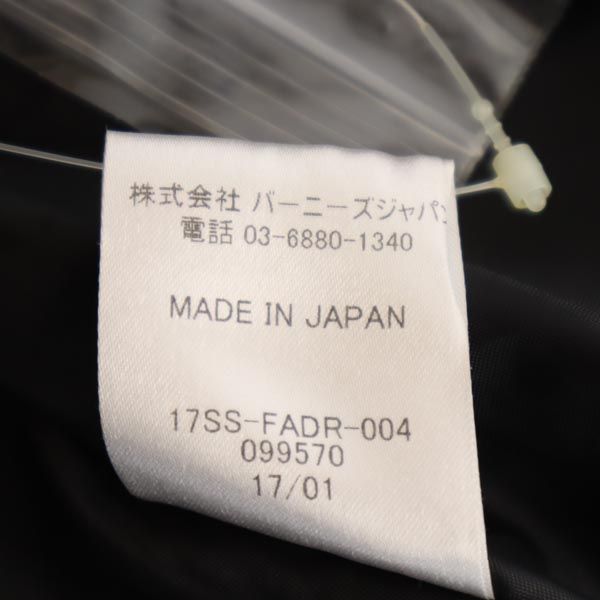 株式会社 バーニーズジャパン
電話 03-6880-1340
MADE IN JAPAN
17SS-FADR-004
099570
17/01